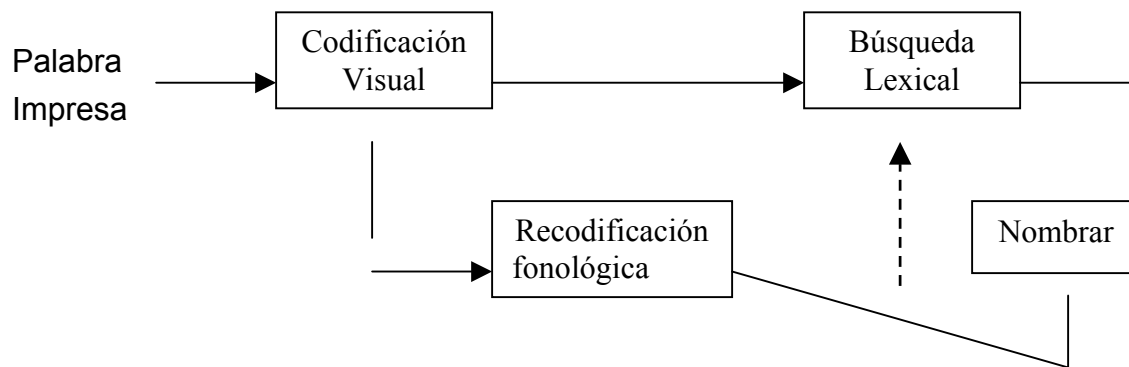 Palabra
Impresa
Codificación
Visual
Búsqueda
Lexical
Recodificación
fonológica
Nombrar